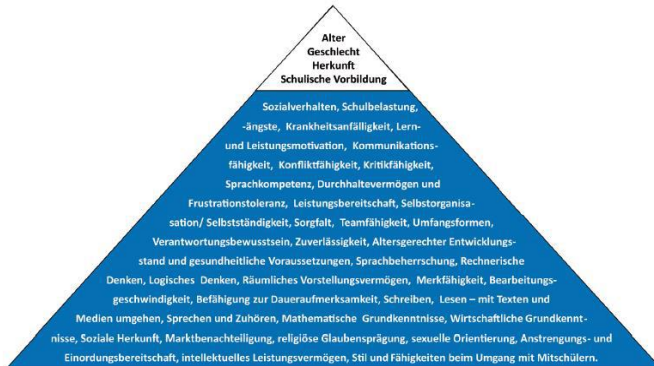 Alter
Geschlecht
Herkunft
Schulische Vorbildung
Sozialverhalten, Schulbelastung,
-ängste, Krankheitsanfälligkeit, Lern-
und Leistungsmotivation, Kommunikations-
fähigkeit, Konfliktfähigkeit, Kritikfähigkeit,
Sprachkompetenz, Durchhaltevermögen und
Frustrationstoleranz, Leistungsbereitschaft, Selbstorganisa-
sation/ Selbstständigkeit, Sorgfalt, Teamfähigkeit, Umfangsformen,
Verantwortungsbewusstsein, Zuverlässigkeit, Altersgerechter Entwicklungs-
stand und gesundheitliche Voraussetzungen, Sprachbeherrschung, Rechnerische
Denken, Logisches Denken, Räumliches Vorstellungsvermögen, Merkfähigkeit, Bearbeitungs-
geschwindigkeit, Befähigung zur Daueraufmerksamkeit, Schreiben, Lesen – mit Texten und
Medien umgehen, Sprechen und Zuhören, Mathematische Grundkenntnisse, Wirtschaftliche Grundkennt-
nisse, Soziale Herkunft, Marktbenachteiligung, religiöse Glaubensprägung, sexuelle Orientierung, Anstrengungs- und
Einordungsbereitschaft, intellektuelles Leistungsvermögen, Stil und Fähigkeiten beim Umgang mit Mitschülern.